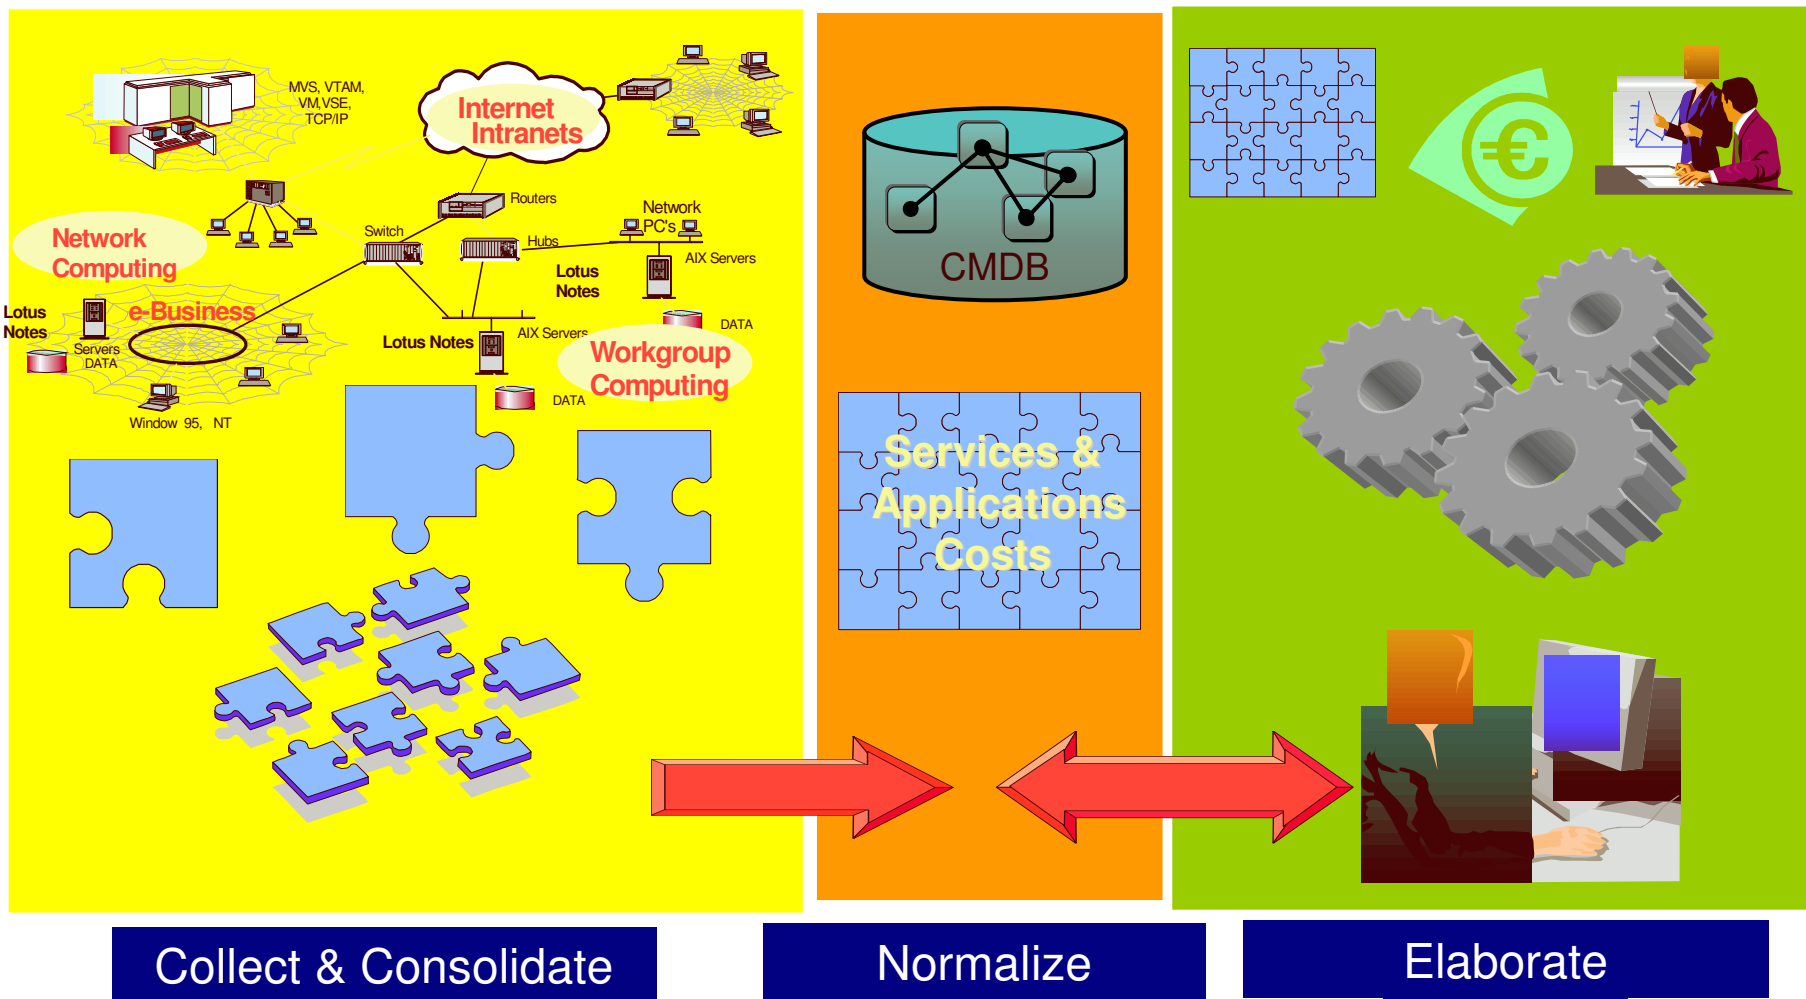 MVS, VTAM,
VM,VSE,
TCP/IP
Internet
Intranets
Routers
Network
PC's
Switch
Hubs
AIX Servers
Network
Computing
Lotus
Notes
e-Business
Lotus
Notes
Servers
DATA
DATA
AIX Servers
Lotus Notes
Workgroup
Computing
DATA
Window 95, NT
CMDB
Services &
Applications
Costs
€
Collect & Consolidate
Normalize
Elaborate